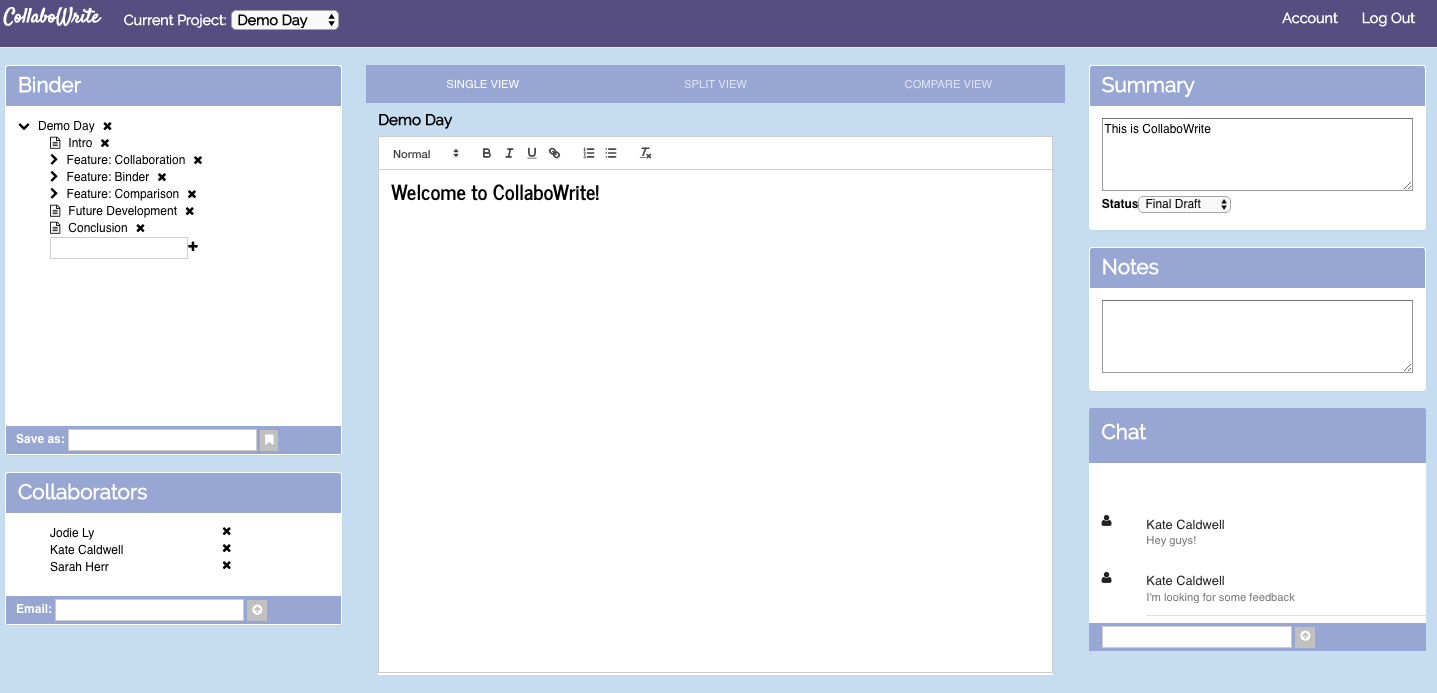 CollaboWrite Current Project: Demo Day Account Log Out
Binder
Demo Day
Intro
Feature: Collaboration
Feature: Binder
Feature: Comparison
Future Development
Conclusion
Save as:
Collaborators
Jodie Ly
Kate Caldwell
Sarah Herr
Email:
SINGLE VIEW SPLIT VIEW COMPARE VIEW
Demo Day
Normal B I U
Welcome to CollaboWrite!
Summary
This is CollaboWrite
Status Final Draft
Notes
Chat
Kate Caldwell
Hey guys!
Kate Caldwell
I'm looking for some feedback